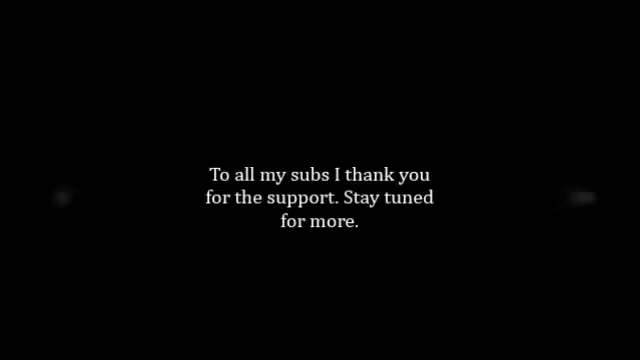 To all my subs I thank you
for the support. Stay tuned
for more.